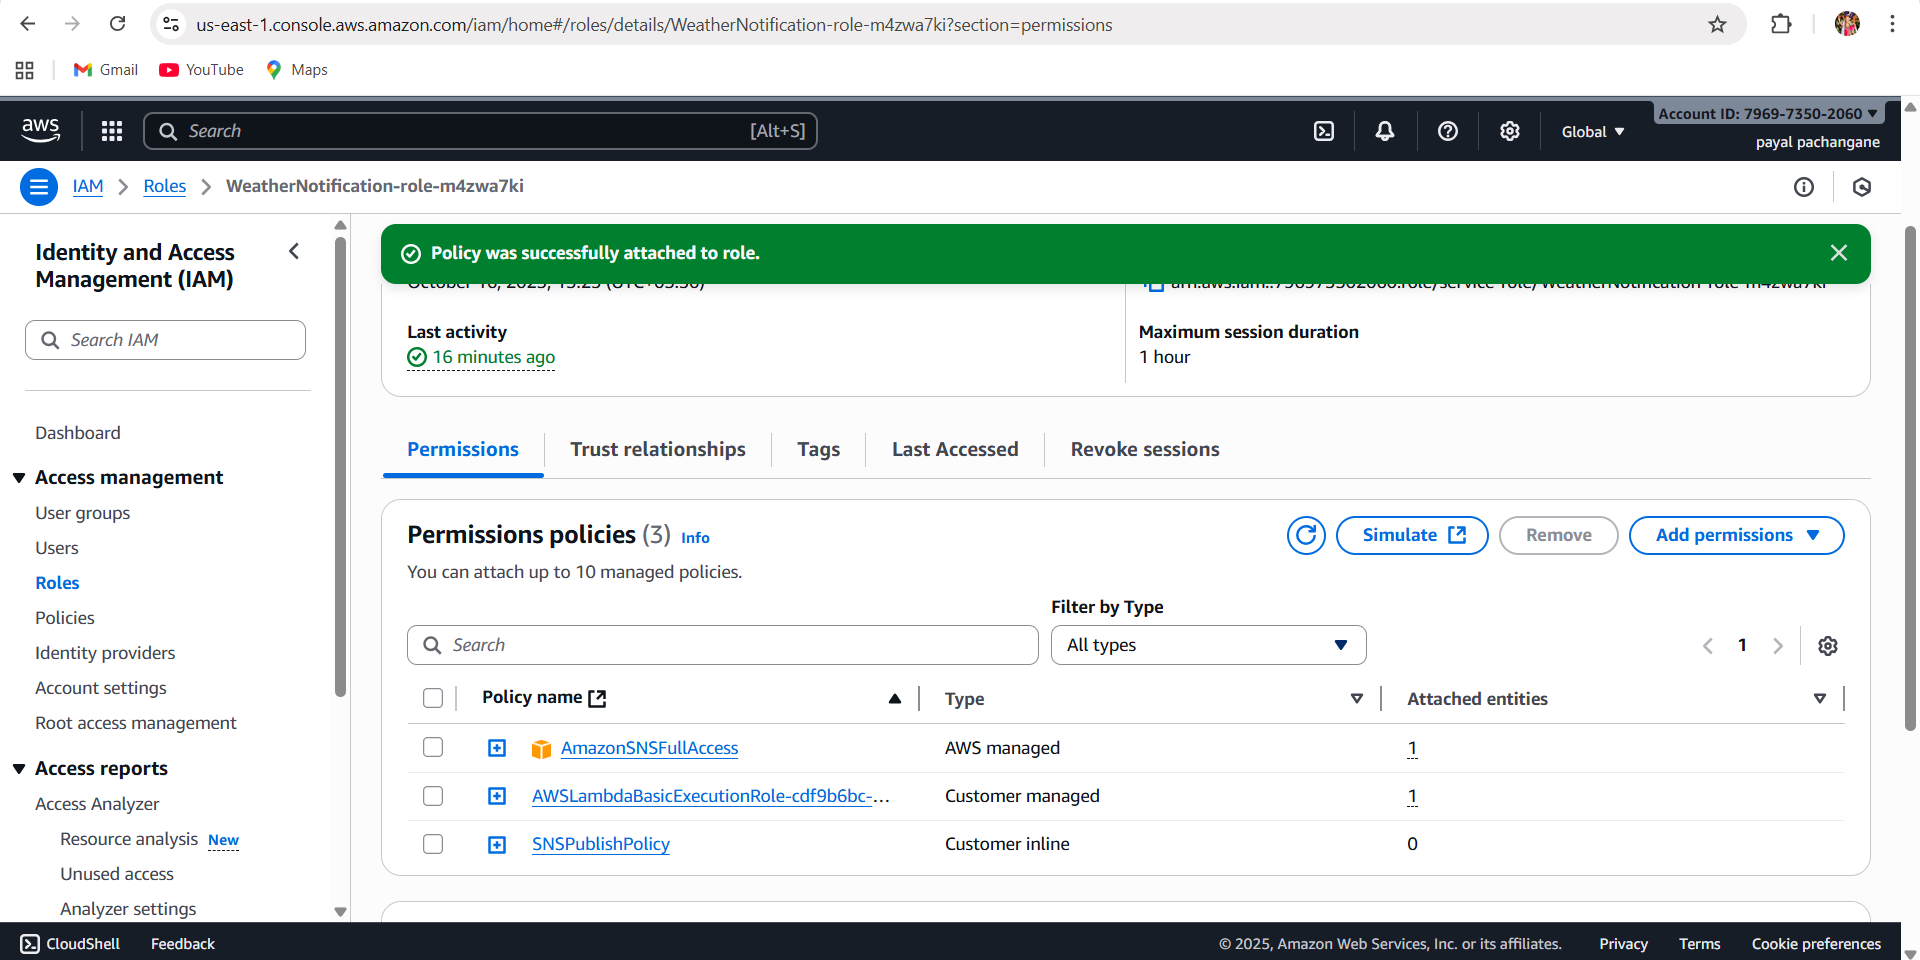 us-east-1.console.aws.amazon.com/iam/home#/roles/details/WeatherNotification-role-m4zwa7ki?section=permissions
Gmail
YouTube
Maps
aws
Search
[Alt+S]
Global
Account ID: 7969-7350-2060
payal pachangane
IAM
Roles
WeatherNotification-role-m4zwa7ki
Identity and Access
Management (IAM)
Search IAM
Dashboard
Access management
User groups
Users
Roles
Policies
Identity providers
Account settings
Root access management
Access reports
Access Analyzer
Resource analysis New
Unused access
Analyzer settings
Policy was successfully attached to role.
Last activity
16 minutes ago
Maximum session duration
1 hour
Permissions
Trust relationships
Tags
Last Accessed
Revoke sessions
Permissions policies (3) Info
You can attach up to 10 managed policies.
Simulate
Remove
Add permissions
Filter by Type
Search
All types
1
Policy name
Type
Attached entities
AmazonSNSFullAccess
AWS managed
1
AWSLambdaBasicExecutionRole-cdf9b6bc-...
Customer managed
1
SNSPublishPolicy
Customer inline
0
CloudShell
Feedback
© 2025, Amazon Web Services, Inc. or its affiliates.
Privacy
Terms
Cookie preferences